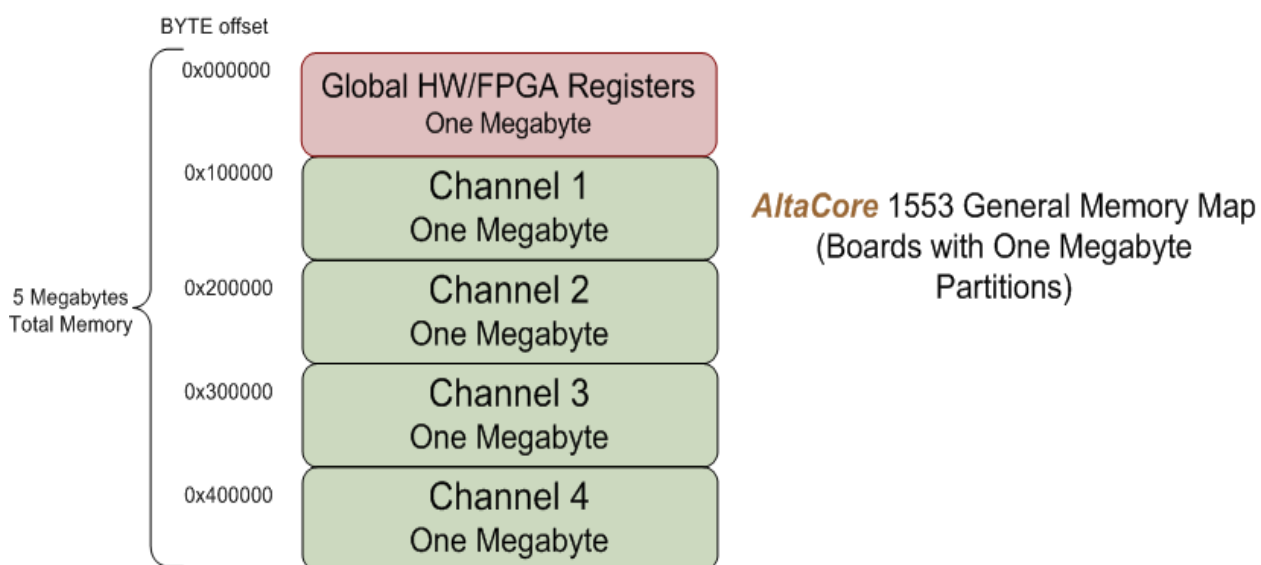 BYTE offset
0x000000
Global HW/FPGA Registers
One Megabyte
0x100000
Channel 1
One Megabyte
AltaCore 1553 General Memory Map
(Boards with One Megabyte
Partitions)
0x200000
Channel 2
One Megabyte
5 Megabytes
Total Memory
0x300000
Channel 3
One Megabyte
0x400000
Channel 4
One Megabyte